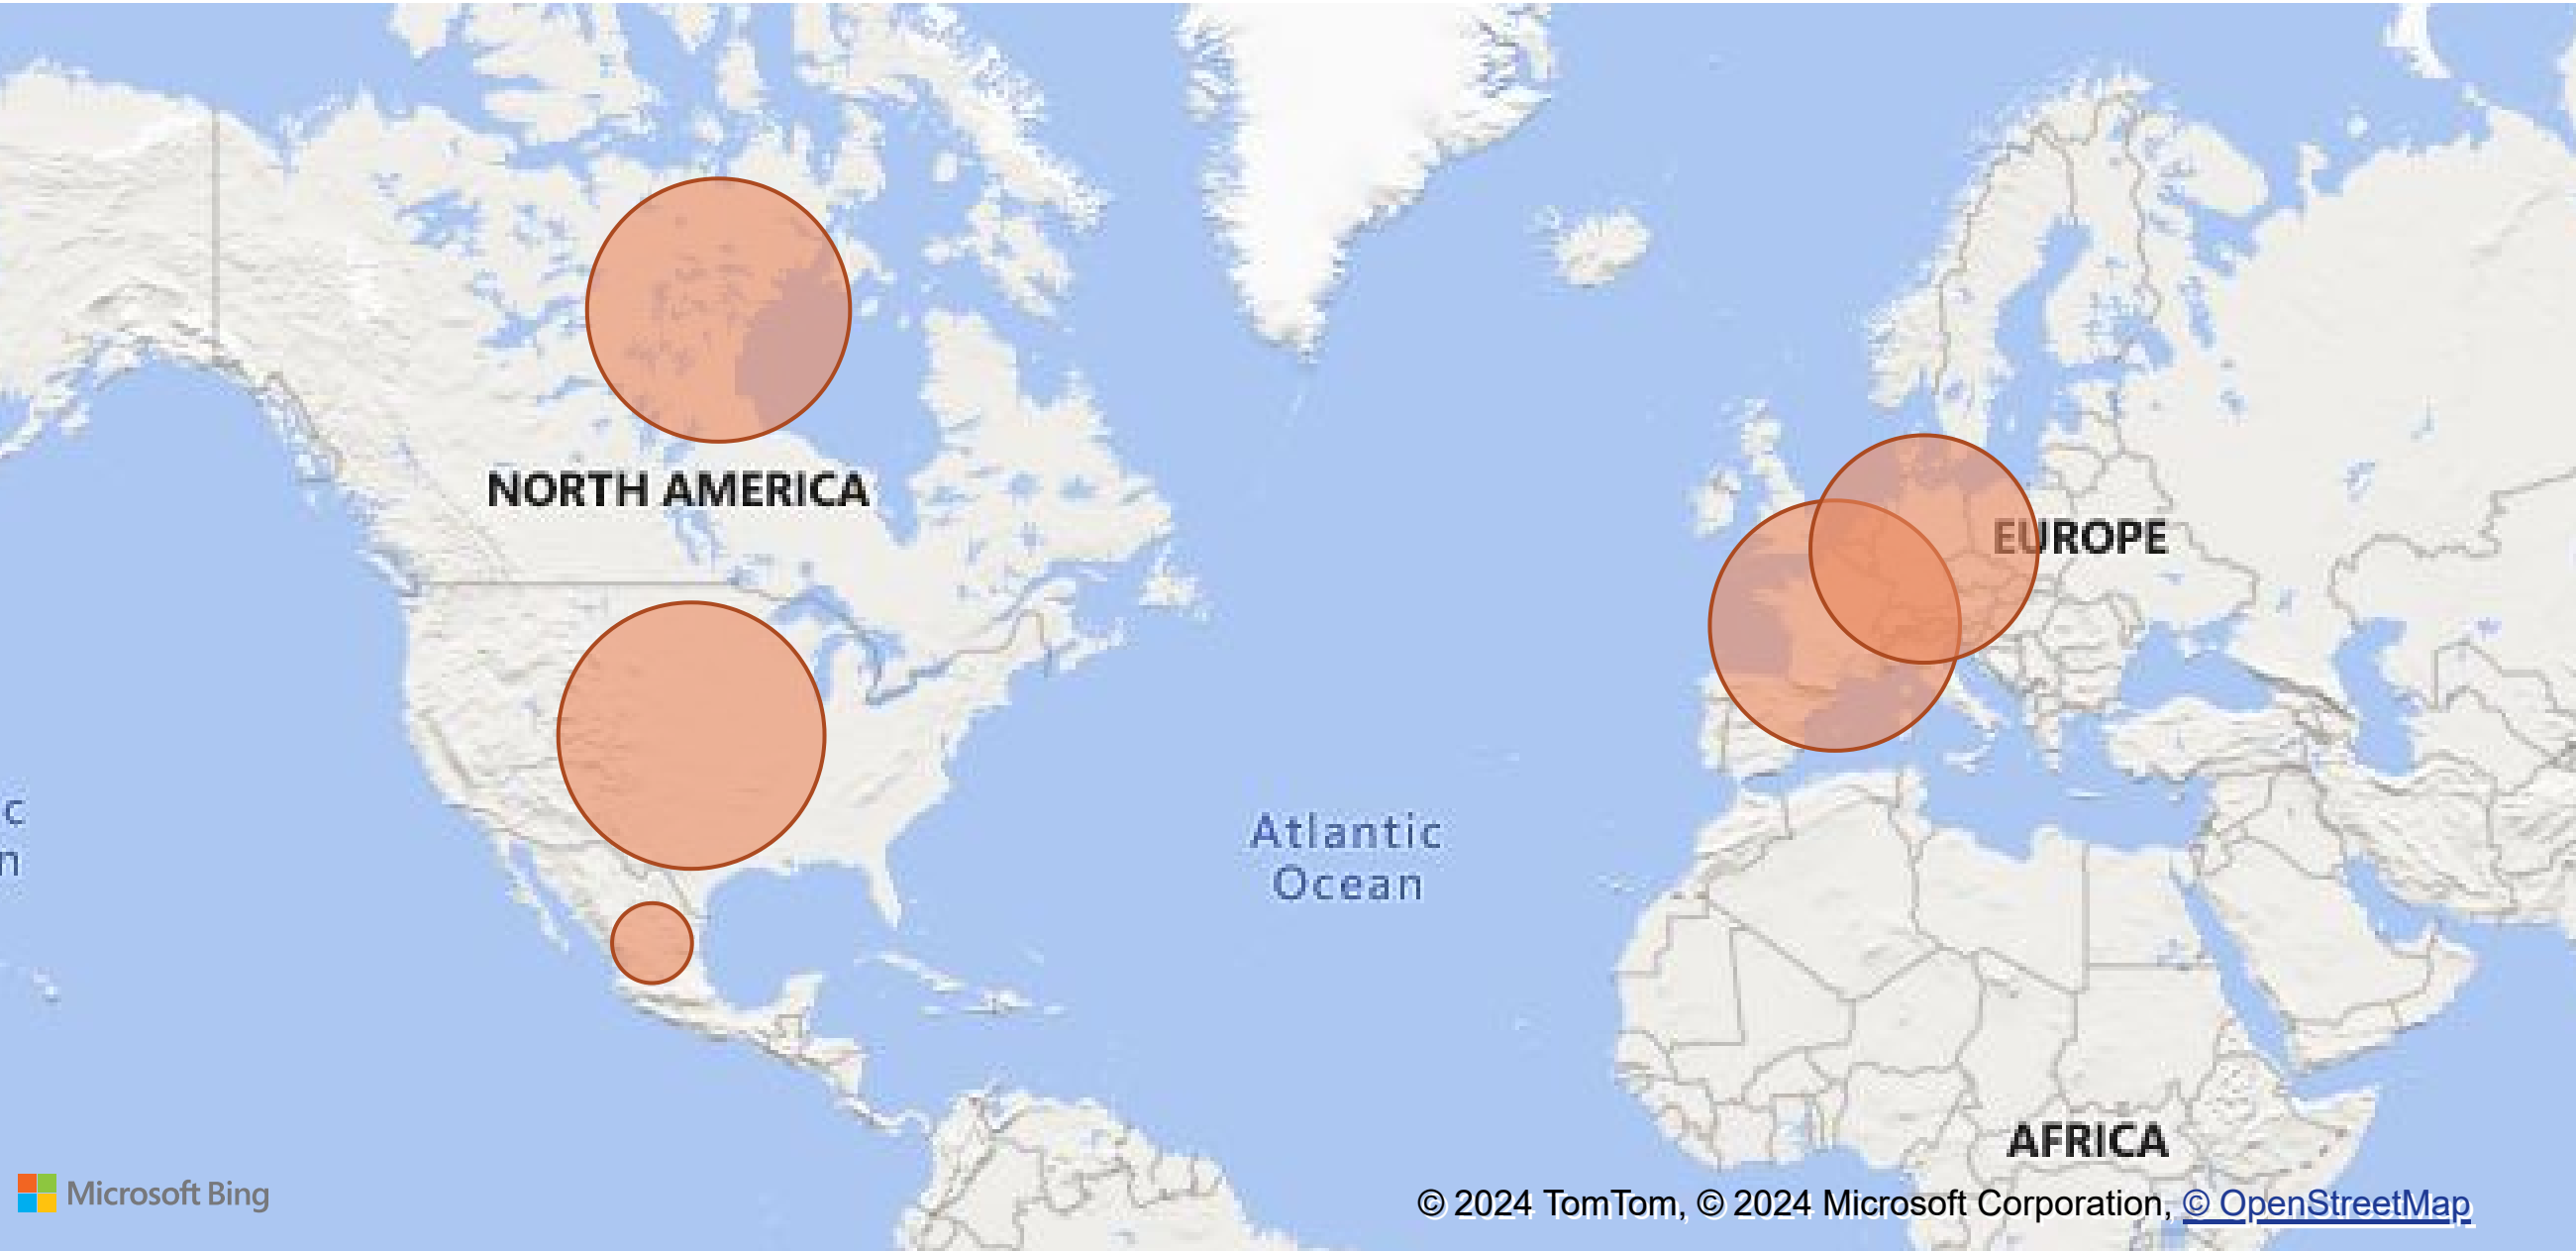 NORTH AMERICA
EUROPE
c
n
Atlantic
Ocean
AFRICA
Microsoft Bing
© 2024 TomTom, © 2024 Microsoft Corporation, © OpenStreetMap